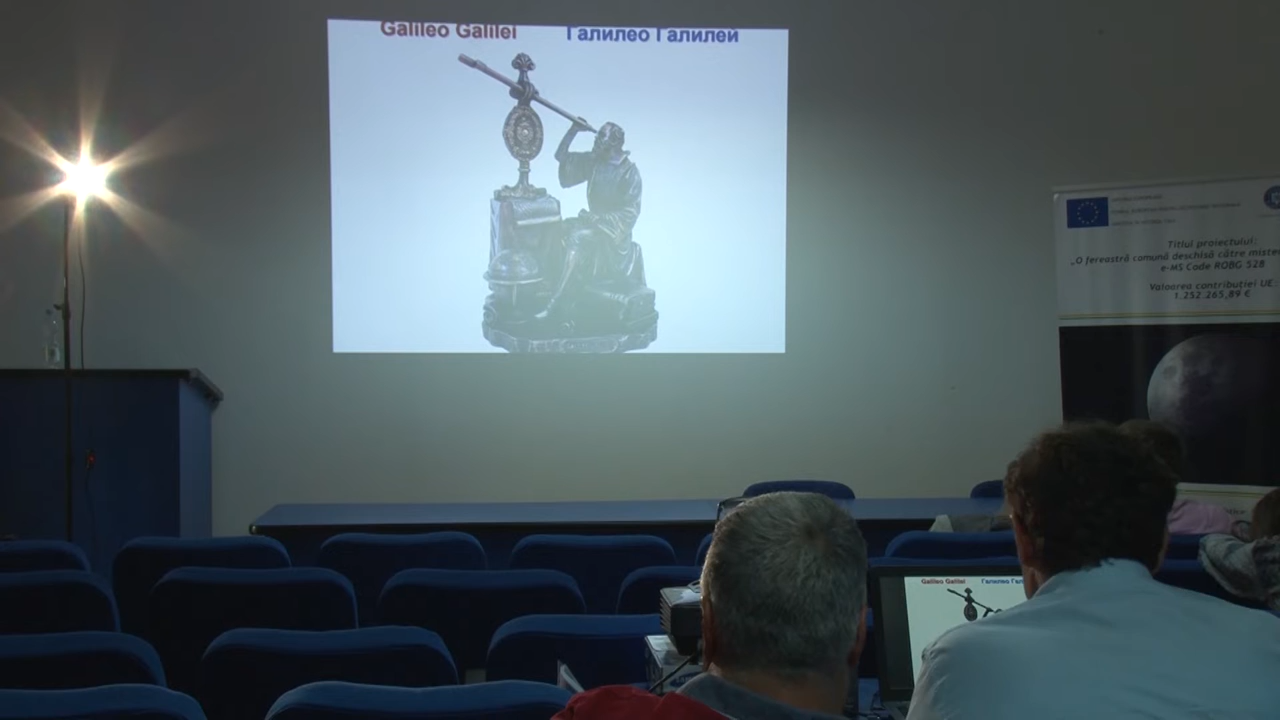 Galileo Galilei Галилео Галилей
Titlul proiectului:
„O fereastră comună deschisă către
e-MS Code ROBG 528
Valoarea contribuției UE
1.252.265,89 €
Galileo Galilei